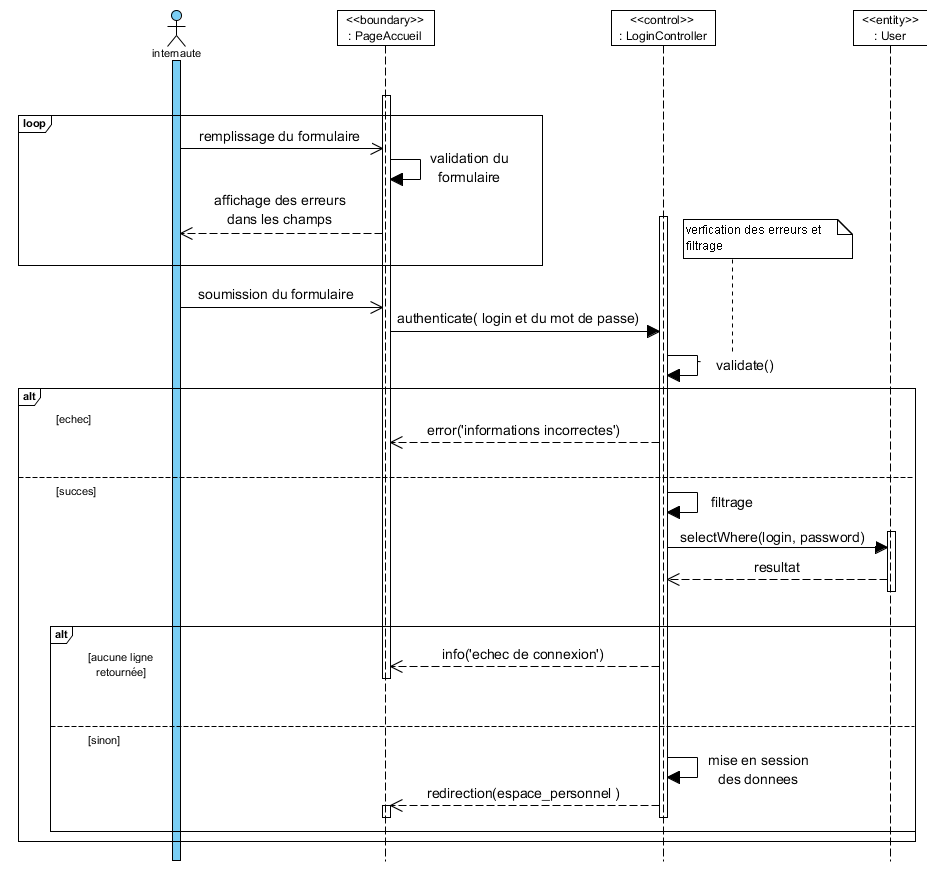 <<boundary>>
: PageAccueil
<<control>>
: LoginController
<<entity>>
: User
internaute
loop
remplissage du formulaire
validation du
formulaire
affichage des erreurs
dans les champs
verfication des erreurs et
filtrage
soumission du formulaire
authenticate( login et du mot de passe)
validate()
alt
[echec]
error('informations incorrectes')
[succes]
filtrage
selectWhere(login, password)
resultat
alt
[aucune ligne
retournée]
info('echec de connexion')
[sinon]
mise en session
des donnees
redirection(espace_personnel )